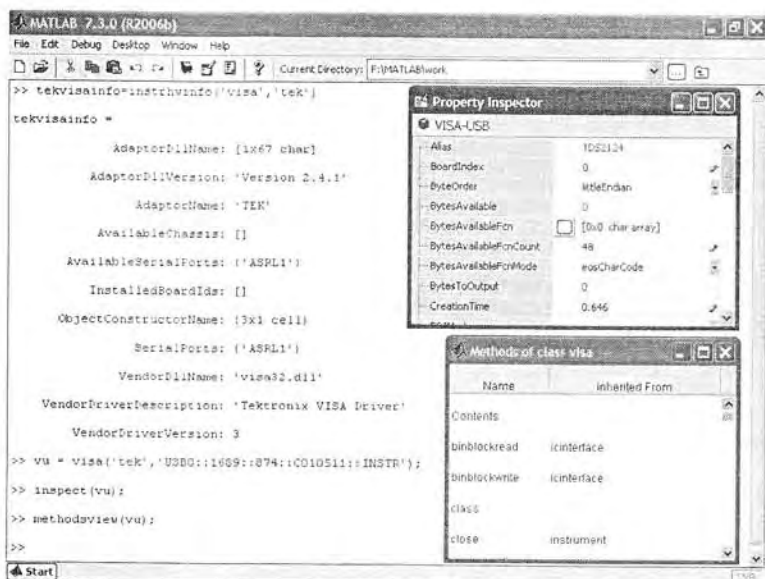 MATLAB 7.3.0 (R2006b)
File Edit Debug Desktop Window Help
Current Directory: F:\MATLAB\work
>> tekvisainfo=instrhwinfo('visa','tek')
tekvisainfo =
AdaptorDllName: [1x67 char]
AdaptorDllVersion: 'Version 2.4.1'
AdaptorName: 'TEK'
AvailableChassis: []
AvailableSerialPorts: {'ASRL1'}
InstalledBoardIds: []
ObjectConstructorName: {3x1 cell}
SerialPorts: {'ASRL1'}
VendorDllName: 'visa32.dll'
VendorDriverDescription: 'Tektronix VISA Driver'
VendorDriverVersion: 3
>> vu = visa('tek','USB0::1689::874::C010511::INSTR');
>> inspect(vu);
>> methodsview(vu);
>>
Start
Property Inspector
VISA-USB
Alias TDS2124
BoardIndex 0
ByteOrder littleEndian
BytesAvailable 0
BytesAvailableFcn [0x0 char array]
BytesAvailableFcnCount 48
BytesAvailableFcnMode eosCharCode
BytesToOutput 0
CreationTime 0.646
Methods of class visa
Name Inherited From
Contents
binblockread icinterface
binblockwrite icinterface
class
close instrument